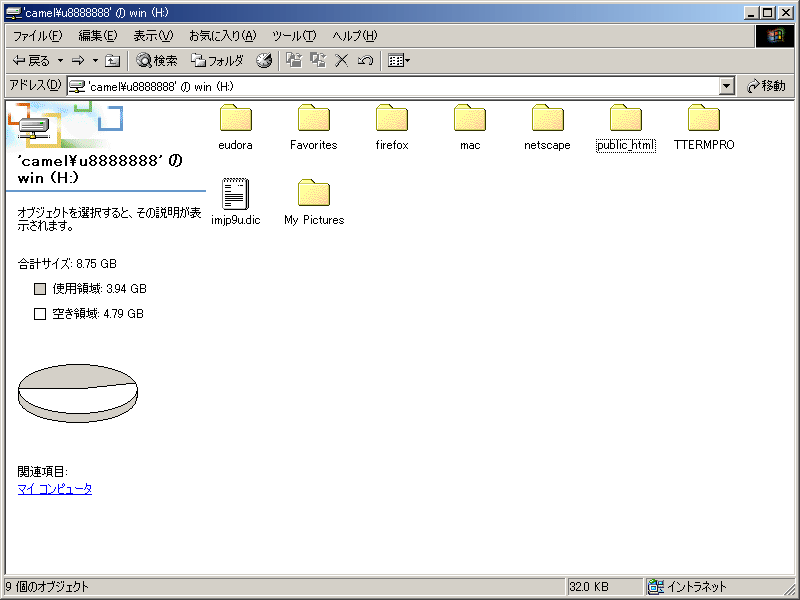 'camel¥u8888888' の win (H:)
ファイル(F) 編集(E) 表示(V) お気に入り(A) ツール(T) ヘルプ(H)
戻る 検索 フォルダ
アドレス(D) 'camel¥u8888888' の win (H:) 移動
'camel¥u8888888' の
win (H:)
オブジェクトを選択すると、その説明が表
示されます。
合計サイズ: 8.75 GB
使用領域: 3.94 GB
空き領域: 4.79 GB
関連項目:
マイ コンピュータ
eudora Favorites firefox mac netscape public_html TTERMPRO
imjp9u.dic My Pictures
9 個のオブジェクト 32.0 KB イントラネット